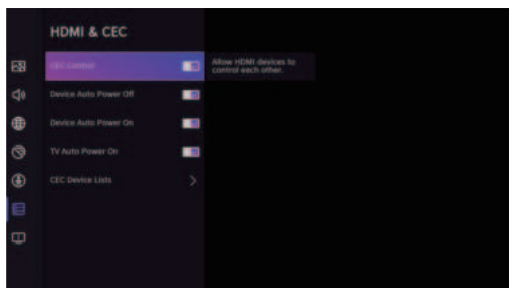 HDMI & CEC
CEC Control
Allow HDMI devices to
control each other.
Device Auto Power Off
Device Auto Power On
TV Auto Power On
CEC Device Lists